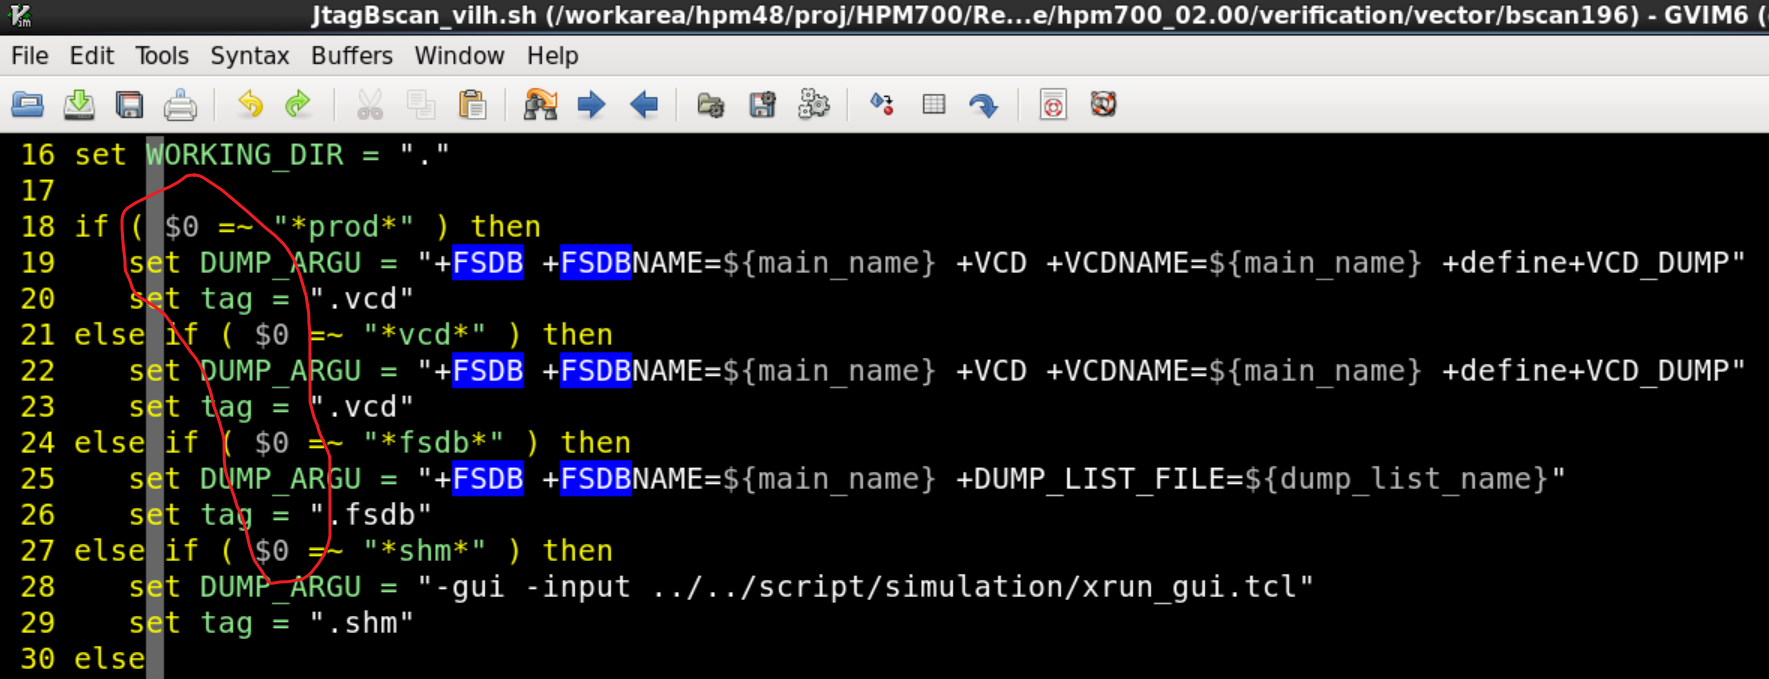 JtagBscan_vilh.sh (/workarea/hpm48/proj/HPM700/Re...e/hpm700_02.00/verification/vector/bscan196) - GVIM6 (
File Edit Tools Syntax Buffers Window Help
16 set WORKING_DIR = "."
17
18 if ( $0 =~ "*prod*" ) then
19    set DUMP_ARGU = "+FSDB +FSDBNAME=${main_name} +VCD +VCDNAME=${main_name} +define+VCD_DUMP"
20    set tag = ".vcd"
21 else if ( $0 =~ "*vcd*" ) then
22    set DUMP_ARGU = "+FSDB +FSDBNAME=${main_name} +VCD +VCDNAME=${main_name} +define+VCD_DUMP"
23    set tag = ".vcd"
24 else if ( $0 =~ "*fsdb*" ) then
25    set DUMP_ARGU = "+FSDB +FSDBNAME=${main_name} +DUMP_LIST_FILE=${dump_list_name}"
26    set tag = ".fsdb"
27 else if ( $0 =~ "*shm*" ) then
28    set DUMP_ARGU = "-gui -input ../../script/simulation/xrun_gui.tcl"
29    set tag = ".shm"
30 else